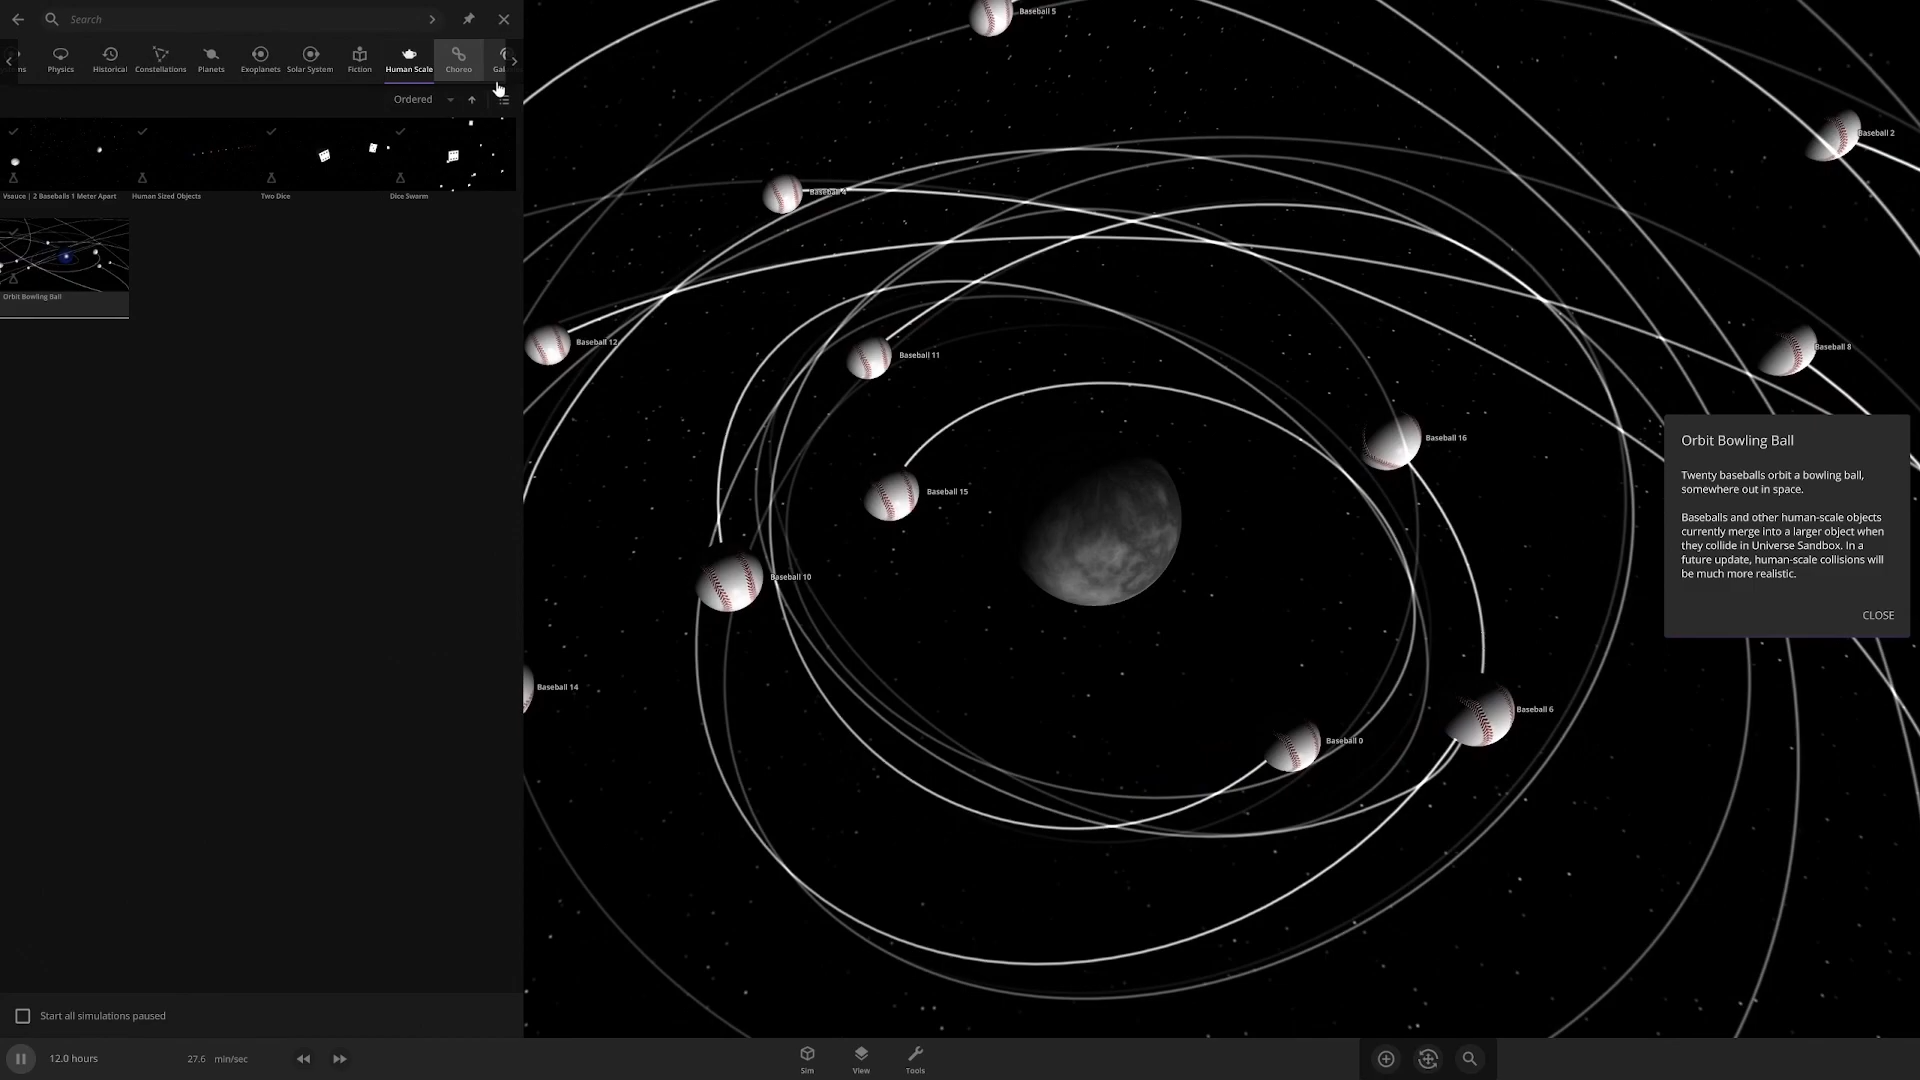 Search
ms
Physics
Historical
Constellations
Planets
Exoplanets
Solar System
Fiction
Human Scale
Choreo
Gal
Ordered
Vsauce | 2 Baseballs 1 Meter Apart
Human Sized Objects
Two Dice
Dice Swarm
Orbit Bowling Ball
Baseball 5
Baseball 2
Baseball 4
Baseball 12
Baseball 11
Baseball 8
Baseball 16
Baseball 15
Baseball 10
Baseball 14
Baseball 6
Baseball 0
Orbit Bowling Ball
Twenty baseballs orbit a bowling ball,
somewhere out in space.
Baseballs and other human-scale objects
currently merge into a larger object when
they collide in Universe Sandbox. In a
future update, human-scale collisions will
be much more realistic.
CLOSE
Start all simulations paused
12.0 hours
27.6 min/sec
Sim
View
Tools